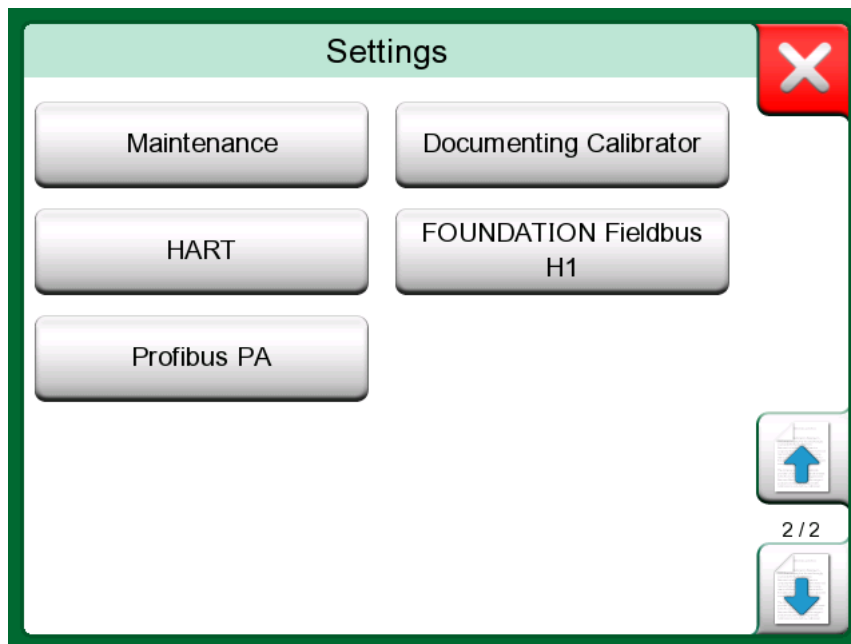 Settings
Maintenance
Documenting Calibrator
HART
FOUNDATION Fieldbus
H1
Profibus PA
2 / 2